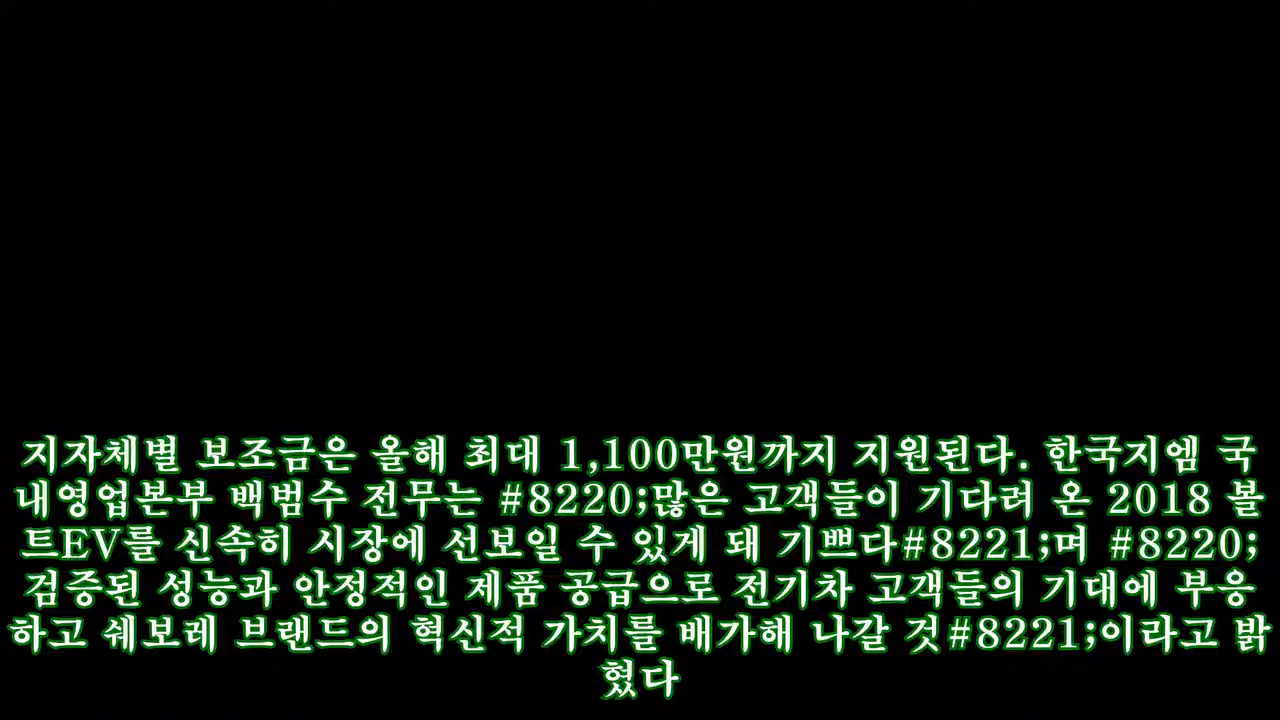 지자체별 보조금은 올해 최대 1,100만원까지 지원된다. 한국지엠 국
내영업본부 백범수 전무는 #8220;많은 고객들이 기다려 온 2018 볼
트EV를 신속히 시장에 선보일 수 있게 돼 기쁘다#8221;며 #8220;
검증된 성능과 안정적인 제품 공급으로 전기차 고객들의 기대에 부응
하고 쉐보레 브랜드의 혁신적 가치를 배가해 나갈 것#8221;이라고 밝
혔다